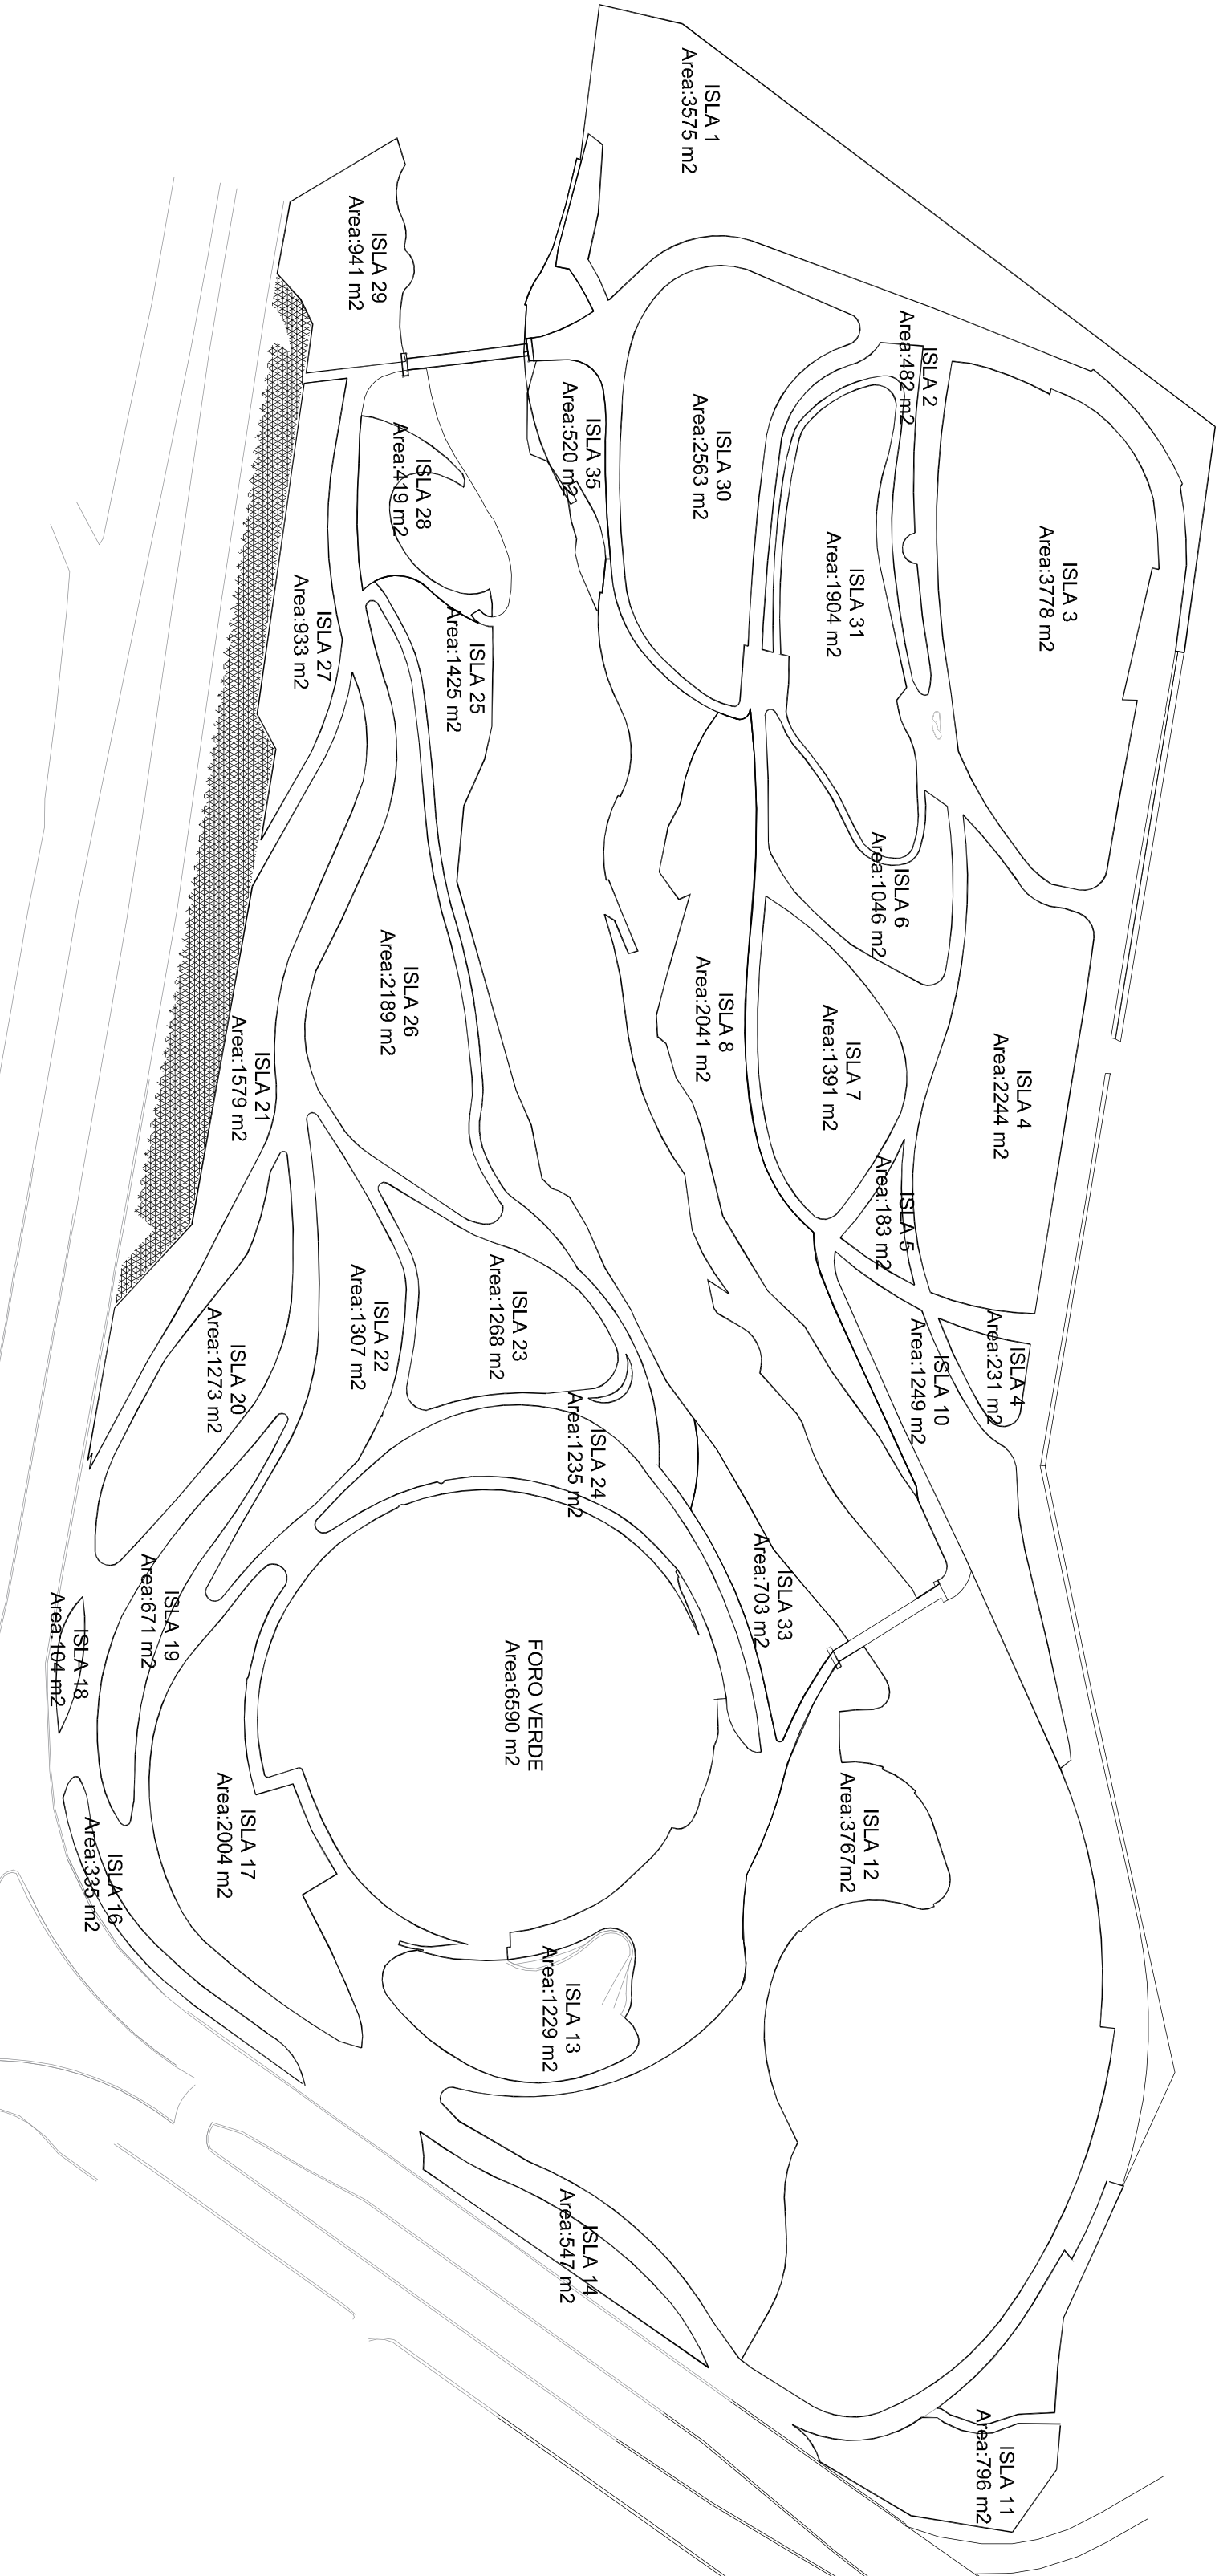 ISLA 1
Area:3575 m2
ISLA 29
Area:941 m2
ISLA 2
Area:482 m2
ISLA 35
Area:520 m2
ISLA 30
Area:2563 m2
ISLA 28
Area:419 m2
ISLA 31
Area:1904 m2
ISLA 3
Area:3778 m2
ISLA 27
Area:933 m2
ISLA 25
Area:1425 m2
ISLA 6
Area:1046 m2
ISLA 26
Area:2189 m2
ISLA 8
Area:2041 m2
ISLA 7
Area:1391 m2
ISLA 4
Area:2244 m2
ISLA 21
Area:1579 m2
ISLA 5
Area:183 m2
ISLA 23
Area:1268 m2
ISLA 22
Area:1307 m2
ISLA 20
Area:1273 m2
ISLA 10
Area:1249 m2
ISLA 4
Area:231 m2
ISLA 24
Area:1235 m2
ISLA 33
Area:703 m2
ISLA 19
Area:671 m2
ISLA 18
Area:104 m2
FORO VERDE
Area:6590 m2
ISLA 12
Area:3767m2
ISLA 17
Area:2004 m2
ISLA 16
Area:335 m2
ISLA 13
Area:1229 m2
ISLA 14
Area:547 m2
ISLA 11
Area:796 m2